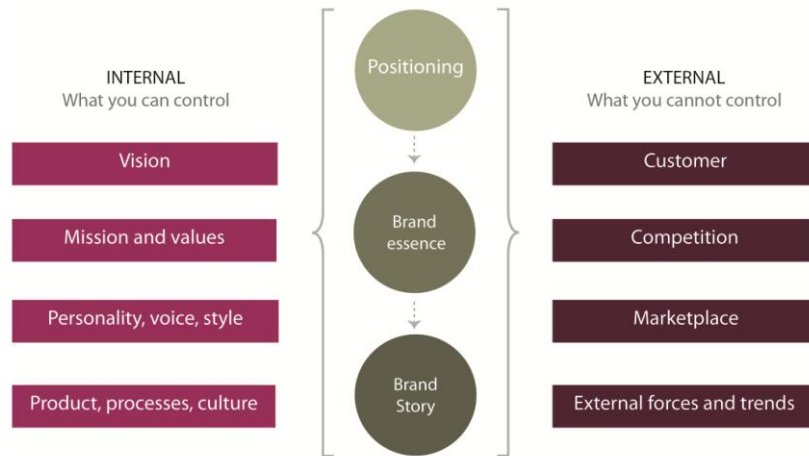 INTERNAL
What you can control
Vision
Mission and values
Personality, voice, style
Product, processes, culture
Positioning
Brand
essence
Brand
Story
EXTERNAL
What you cannot control
Customer
Competition
Marketplace
External forces and trends